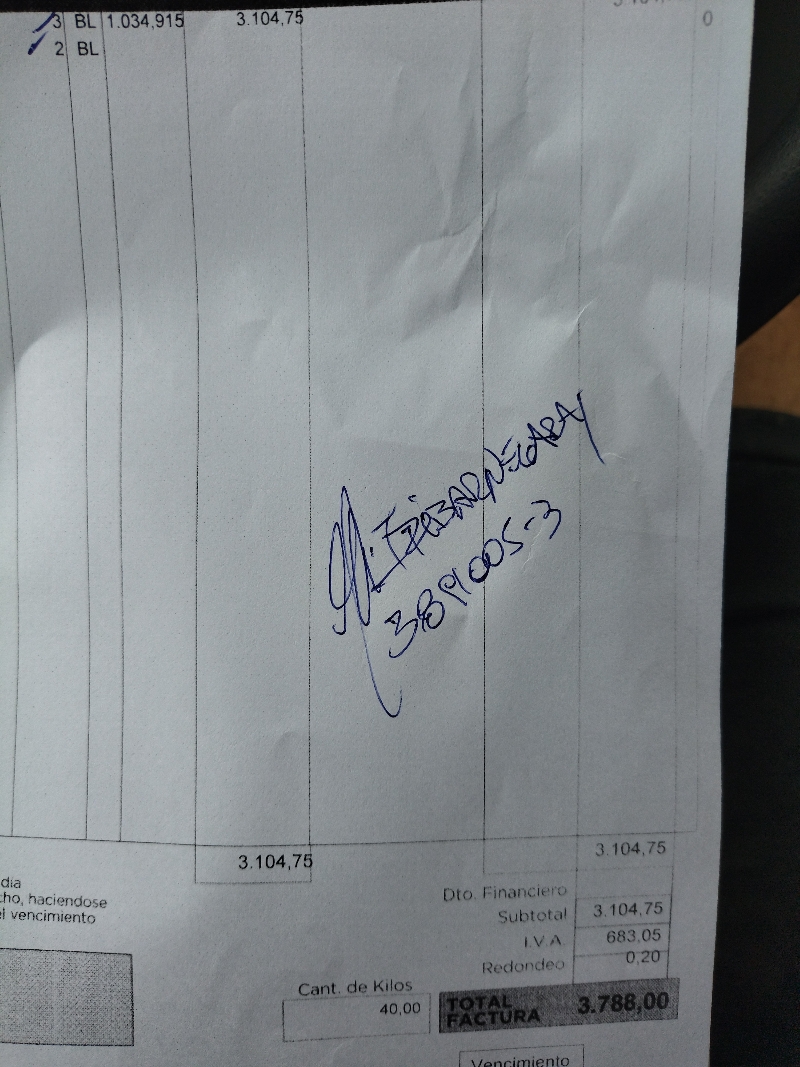 3 BL 1.034,915 3.104,75 0
2 BL
3891005-3
3.104,75 3.104,75
dia
cho, haciendose
el vencimiento
Dto. Financiero
Subtotal 3.104,75
I.V.A. 683,05
Redondeo 0,20
Cant. de Kilos
40,00
TOTAL FACTURA 3.788,00
Vencimiento